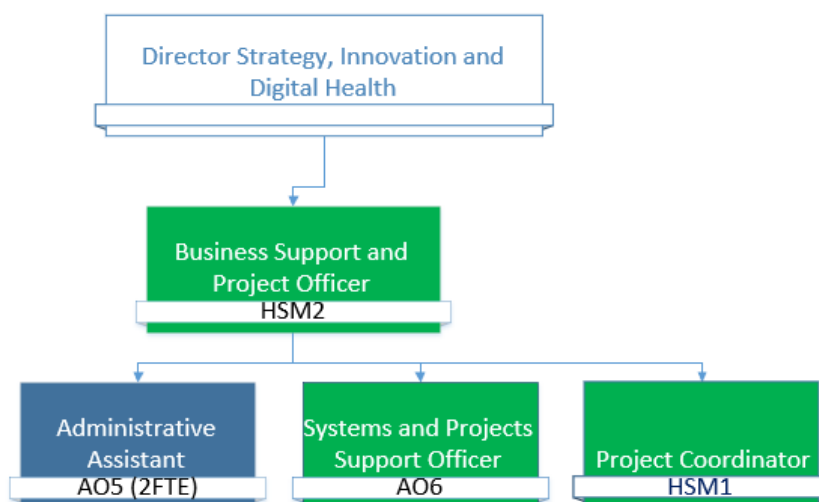 Director Strategy, Innovation and
Digital Health
Business Support and
Project Officer
HSM2
Administrative
Assistant
AO5 (2FTE)
Systems and Projects
Support Officer
AO6
Project Coordinator
HSM1